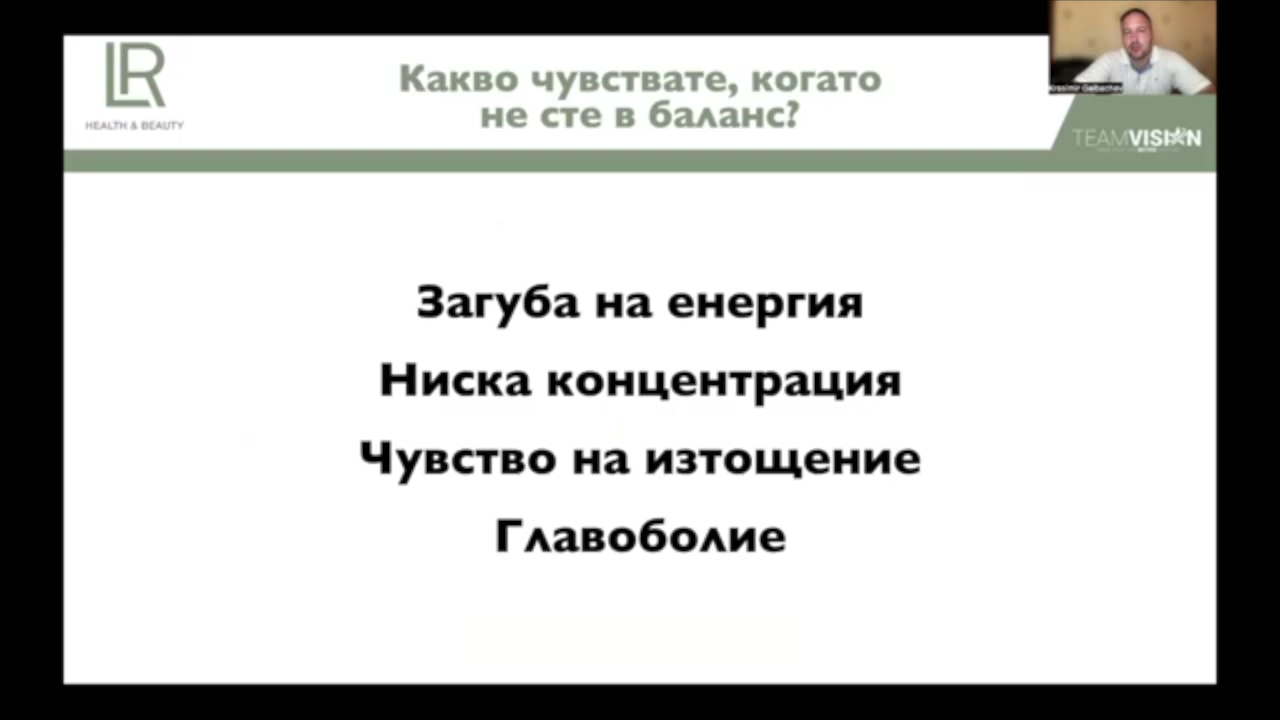 LR
HEALTH & BEAUTY
Какво чувствате, когато
не сте в баланс?
TEAMVISION
Загуба на енергия
Ниска концентрация
Чувство на изтощение
Главоболие